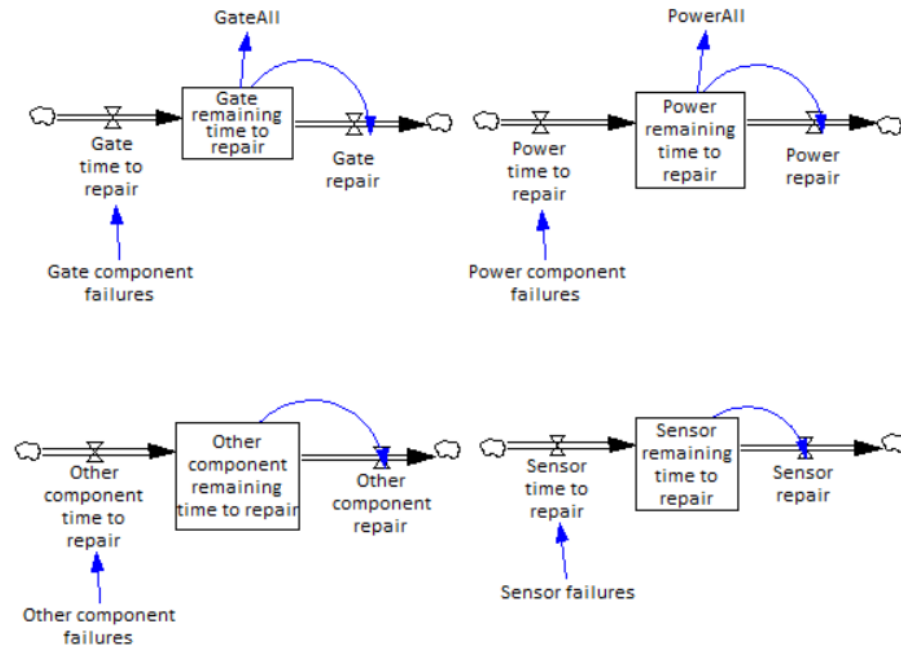 GateAll
Gate
remaining
time to
repair
Gate
time to
repair
Gate
repair
Gate component
failures
PowerAll
Power
remaining
time to
repair
Power
time to
repair
Power
repair
Power component
failures
Other
component
remaining
time to repair
Other
component
time to
repair
Other
component
repair
Other component
failures
Sensor
remaining
time to
repair
Sensor
time to
repair
Sensor
repair
Sensor failures